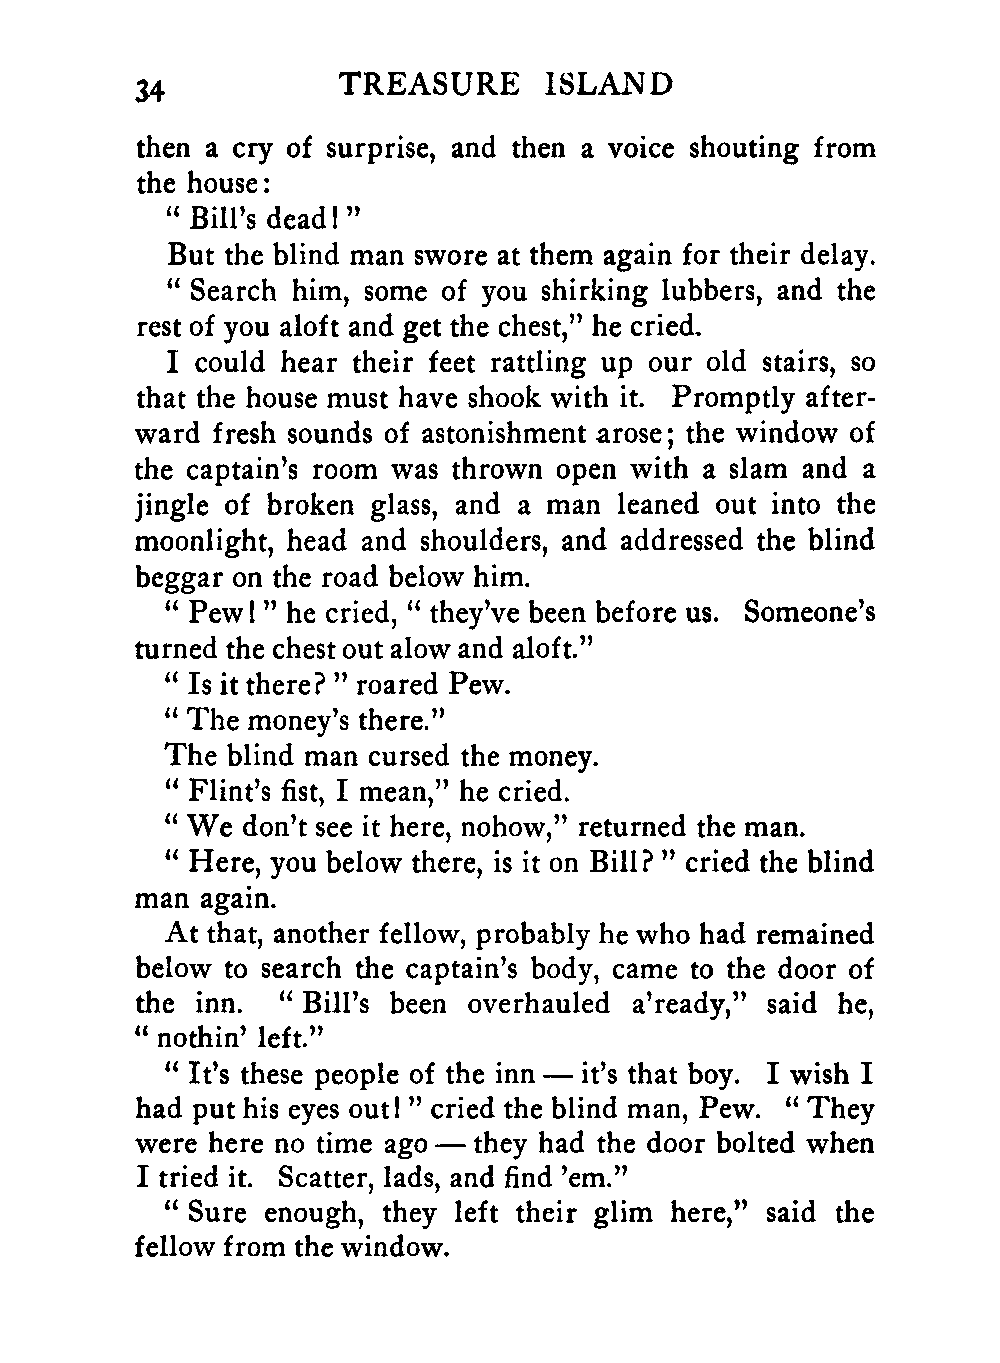 34 TREASURE ISLAND
then a cry of surprise, and then a voice shouting from
the house:
“ Bill’s dead! ”
But the blind man swore at them again for their delay.
“ Search him, some of you shirking lubbers, and the
rest of you aloft and get the chest,” he cried.
I could hear their feet rattling up our old stairs, so
that the house must have shook with it. Promptly after-
ward fresh sounds of astonishment arose; the window of
the captain’s room was thrown open with a slam and a
jingle of broken glass, and a man leaned out into the
moonlight, head and shoulders, and addressed the blind
beggar on the road below him.
“ Pew! ” he cried, “ they’ve been before us. Someone’s
turned the chest out alow and aloft.”
“ Is it there? ” roared Pew.
“ The money’s there.”
The blind man cursed the money.
“ Flint’s fist, I mean,” he cried.
“ We don’t see it here, nohow,” returned the man.
“ Here, you below there, is it on Bill? ” cried the blind
man again.
At that, another fellow, probably he who had remained
below to search the captain’s body, came to the door of
the inn. “ Bill’s been overhauled a’ready,” said he,
“ nothin’ left.”
“ It’s these people of the inn — it’s that boy. I wish I
had put his eyes out! ” cried the blind man, Pew. “ They
were here no time ago — they had the door bolted when
I tried it. Scatter, lads, and find ’em.”
“ Sure enough, they left their glim here,” said the
fellow from the window.